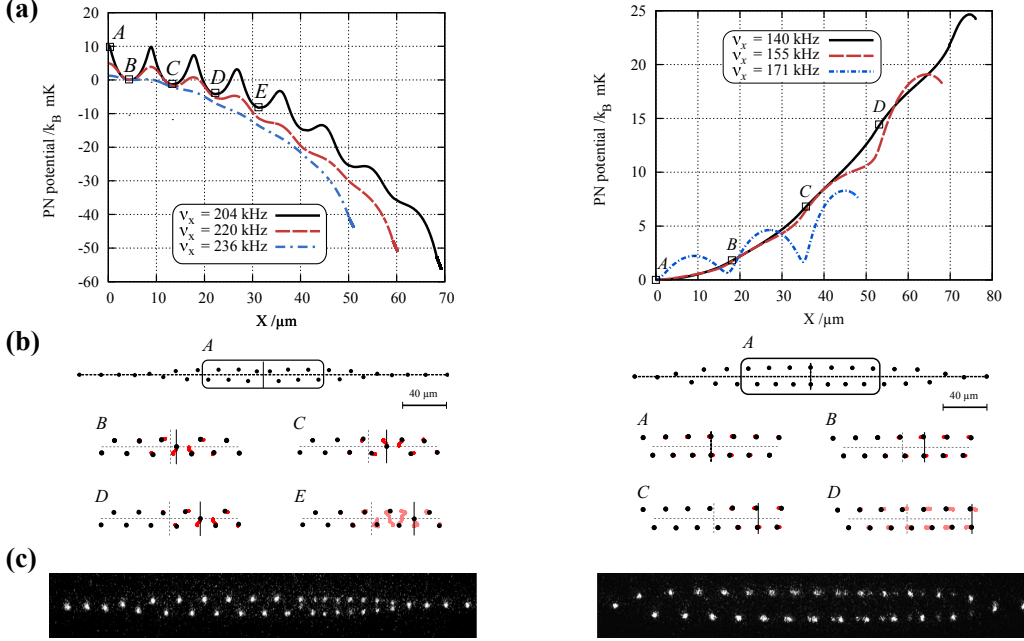 (a)
PN potential /k_B mK
20
10
0
-10
-20
-30
-40
-50
-60
A
B
C
D
E
ν_x = 204 kHz
ν_x = 220 kHz
ν_x = 236 kHz
0 10 20 30 40 50 60 70
X /μm
PN potential /k_B mK
25
20
15
10
5
0
ν_x = 140 kHz
ν_x = 155 kHz
ν_x = 171 kHz
A
B
C
D
0 10 20 30 40 50 60 70 80
X /μm
(b)
A
40 μm
B
C
D
E
A
40 μm
A
B
C
D
(c)